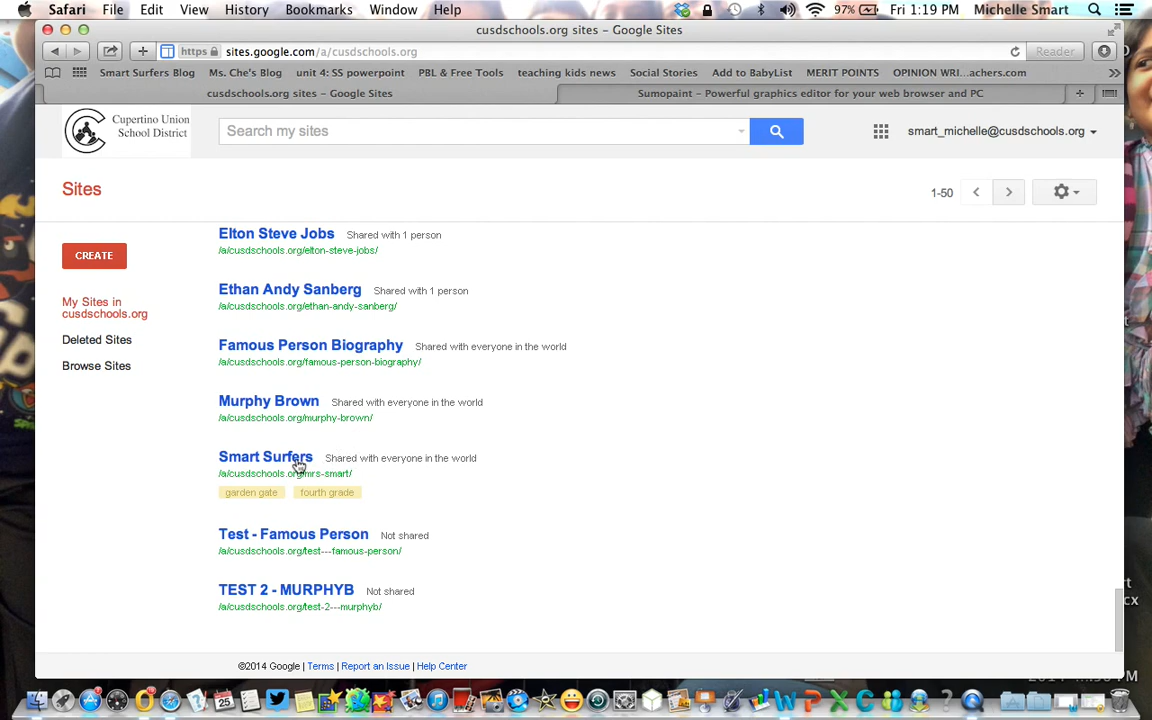 Safari File Edit View History Bookmarks Window Help 97% Fri 1:19 PM Michelle Smart
cusdschools.org sites – Google Sites
https sites.google.com/a/cusdschools.org Reader
Smart Surfers Blog Ms. Che's Blog unit 4: SS powerpoint PBL & Free Tools teaching kids news Social Stories Add to BabyList MERIT POINTS OPINION WRI...achers.com
cusdschools.org sites – Google Sites Sumopaint – Powerful graphics editor for your web browser and PC
Cupertino Union
School District
Search my sites
smart_michelle@cusdschools.org
Sites
1-50
CREATE
My Sites in
cusdschools.org
Deleted Sites
Browse Sites
Elton Steve Jobs Shared with 1 person
/a/cusdschools.org/elton-steve-jobs/
Ethan Andy Sanberg Shared with 1 person
/a/cusdschools.org/ethan-andy-sanberg/
Famous Person Biography Shared with everyone in the world
/a/cusdschools.org/famous-person-biography/
Murphy Brown Shared with everyone in the world
/a/cusdschools.org/murphy-brown/
Smart Surfers Shared with everyone in the world
/a/cusdschools.org/mrs-smart/
garden gate fourth grade
Test - Famous Person Not shared
/a/cusdschools.org/test---famous-person/
TEST 2 - MURPHYB Not shared
/a/cusdschools.org/test-2---murphyb/
©2014 Google | Terms | Report an Issue | Help Center